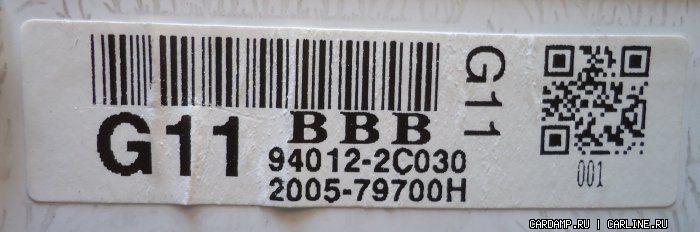 G11
G11 BBB
94012-2C030
2005-79700H
001
CARDAMP.RU | CARLINE.RU